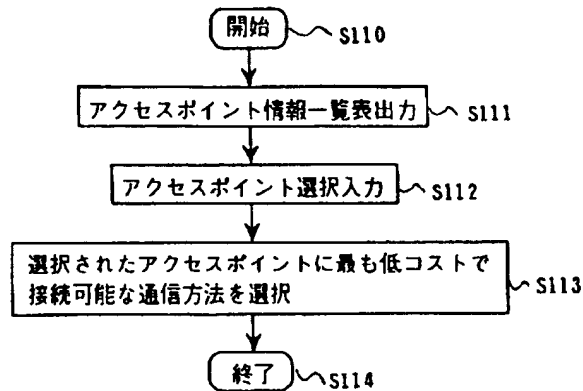 開始
S110
アクセスポイント情報一覧表出力
S111
アクセスポイント選択入力
S112
選択されたアクセスポイントに最も低コストで
接続可能な通信方法を選択
S113
終了
S114